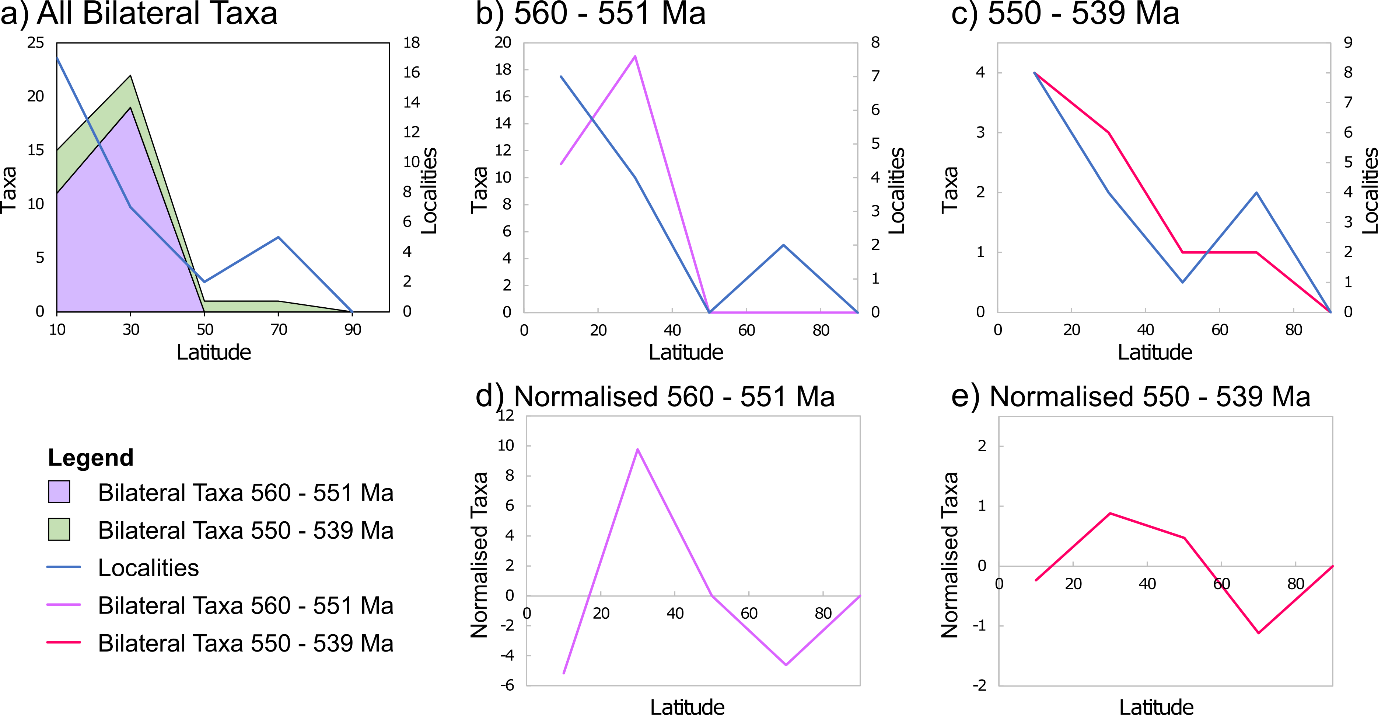 a) All Bilateral Taxa
25
20
15
10
5
0
Taxa
18
16
14
12
10
8
6
4
2
0
Localities
10 30 50 70 90
Latitude
b) 560 - 551 Ma
20
18
16
14
12
10
8
6
4
2
0
Taxa
8
7
6
5
4
3
2
1
0
Localities
0 20 40 60 80
Latitude
c) 550 - 539 Ma
4
3
2
1
0
Taxa
9
8
7
6
5
4
3
2
1
0
Localities
0 20 40 60 80
Latitude
Legend
Bilateral Taxa 560 - 551 Ma
Bilateral Taxa 550 - 539 Ma
Localities
Bilateral Taxa 560 - 551 Ma
Bilateral Taxa 550 - 539 Ma
d) Normalised 560 - 551 Ma
12
10
8
6
4
2
0
-2
-4
-6
Normalised Taxa
0 20 40 60 80
Latitude
e) Normalised 550 - 539 Ma
2
1
0
-1
-2
Normalised Taxa
0 20 40 60 80
Latitude